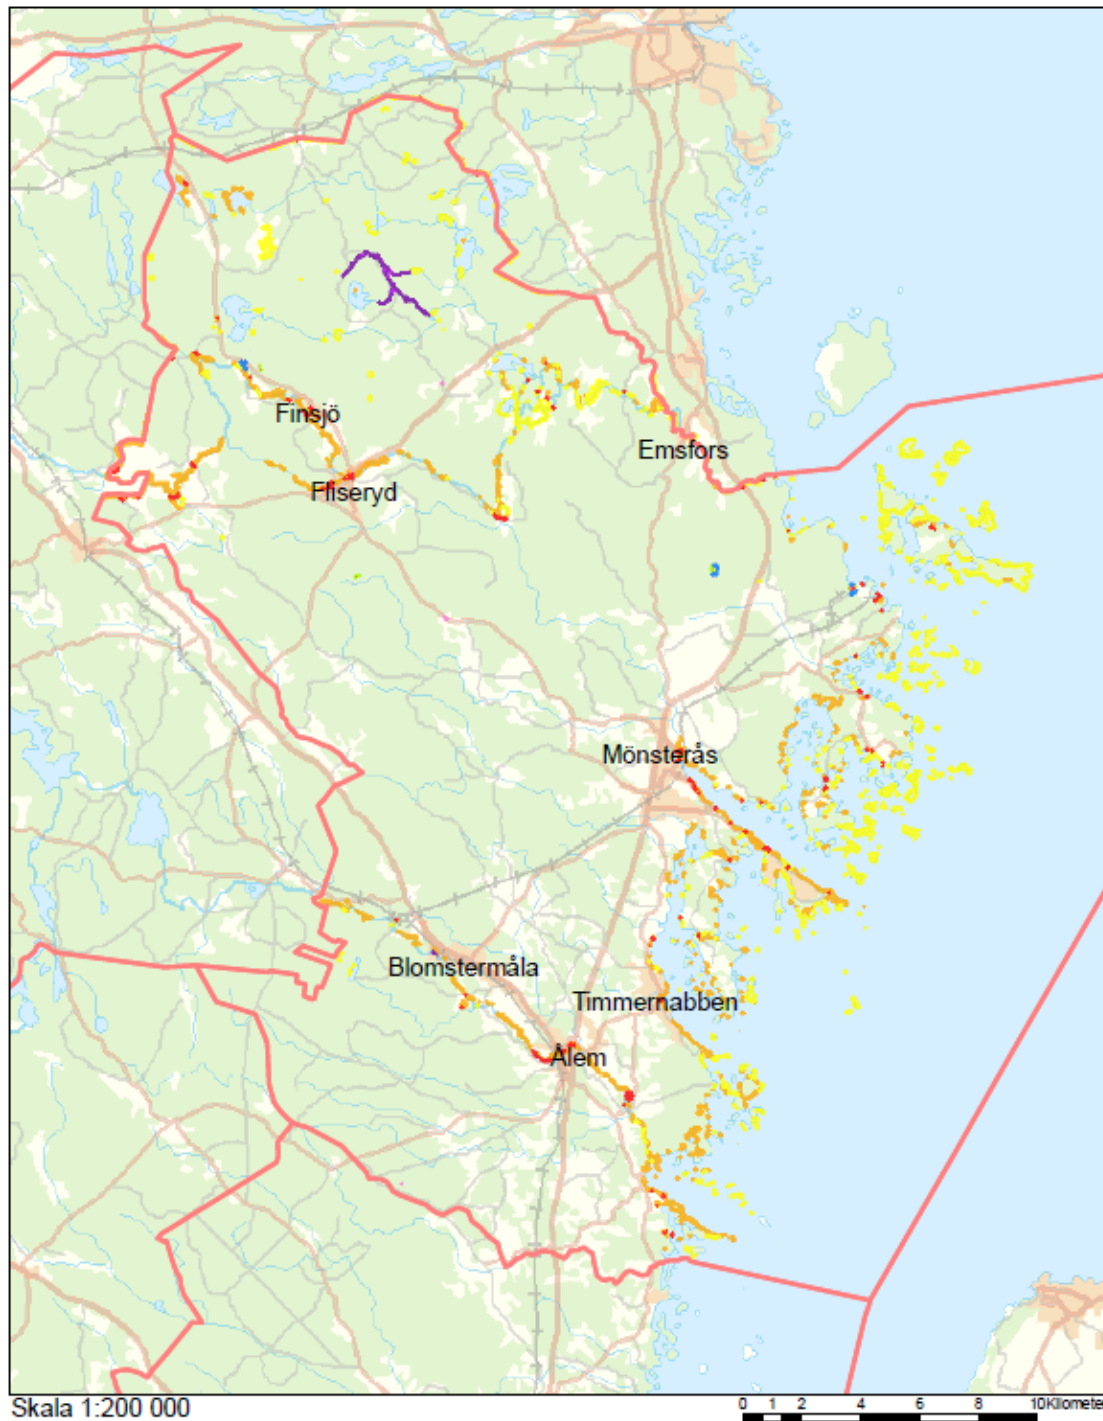 Finsjö
Emsfors
Fliseryd
Mönsterås
Blomstermåla
Timmernabben
Ålem
Skala 1:200 000
0 1 2 4 6 8 10Kilometer